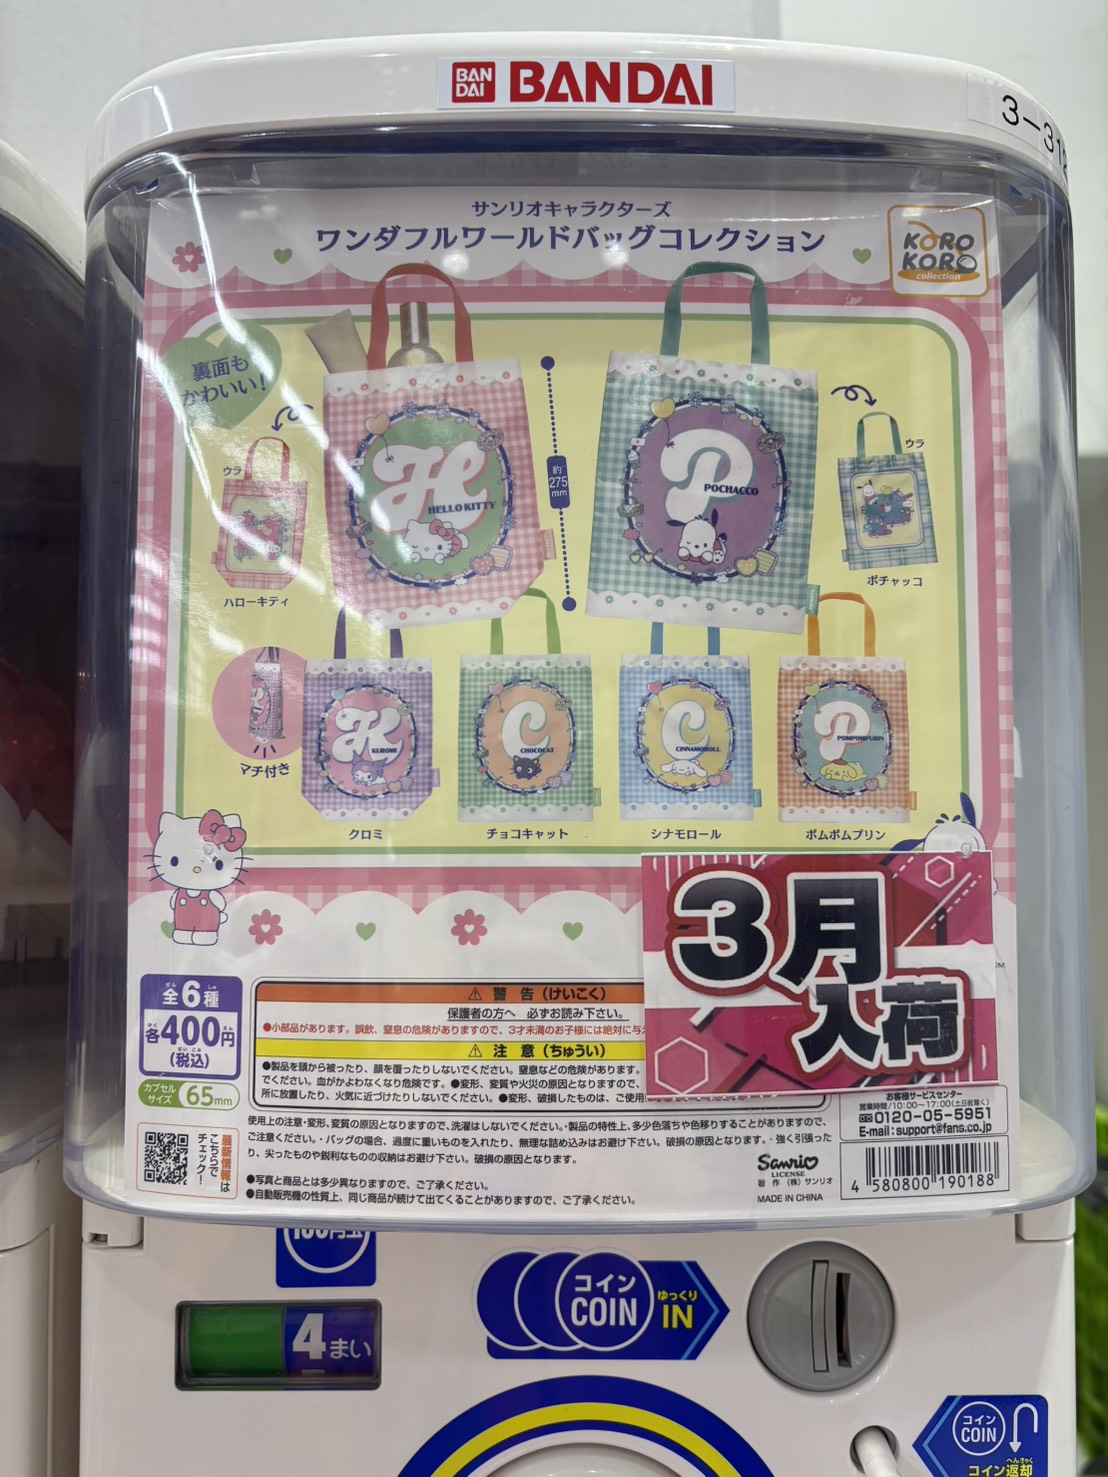 BAN
DAI
BANDAI
サンリオキャラクターズ
ワンダフルワールドバッグコレクション
KORO
KORO
collection
裏面も
かわいい!
ウラ
ハローキティ
H
HELLO KITTY
約
275
mm
P
POCHACCO
ウラ
ポチャッコ
マチ付き
K
KUROMI
クロミ
C
CHOCOCAT
チョコキャット
C
CINNAMOROLL
シナモロール
P
POMPOMPURIN
ポムポムプリン
3月
入荷
全6種
各400円
(税込)
カプセル
サイズ 65mm
最新情報は
こちらで
チェック!
⚠ 警 告 (けいこく)
保護者の方へ 必ずお読み下さい。
●小部品があります。誤飲、窒息の危険がありますので、3才未満のお子様には絶対に与
⚠ 注 意 (ちゅうい)
●製品を頭から被ったり、顔を覆ったりしないでください。窒息などの危険があります。
でください。血がかよわなくなり危険です。●変形、変質や火災の原因となりますので、
所に放置したり、火気に近づけたりしないでください。●変形、破損したものは、ご使用
使用上の注意・変形、変質の原因となりますので、洗濯はしないでください。・製品の特性上、多少色落ちや色移りすることがありますので、
ご注意ください。・バッグの場合、過度に重いものを入れたり、無理な詰め込みはお避け下さい。破損の原因となります。・強く引張った
り、尖ったものや鋭利なものの収納はお避け下さい。破損の原因となります。
●写真と商品とは多少異なりますので、ご了承ください。
●自動販売機の性質上、同じ商品が続けて出てくることがありますので、ご了承ください。
Sanrio
LICENSE
製 作 (株) サンリオ
MADE IN CHINA
お客様サービスセンター
営業時間/10:00〜17:00(土日祝除く)
0120-05-5951
E-mail:support@fans.co.jp
4 580800 190188
4まい
コイン
COIN
ゆっくり
IN
コイン
COIN
コイン返却